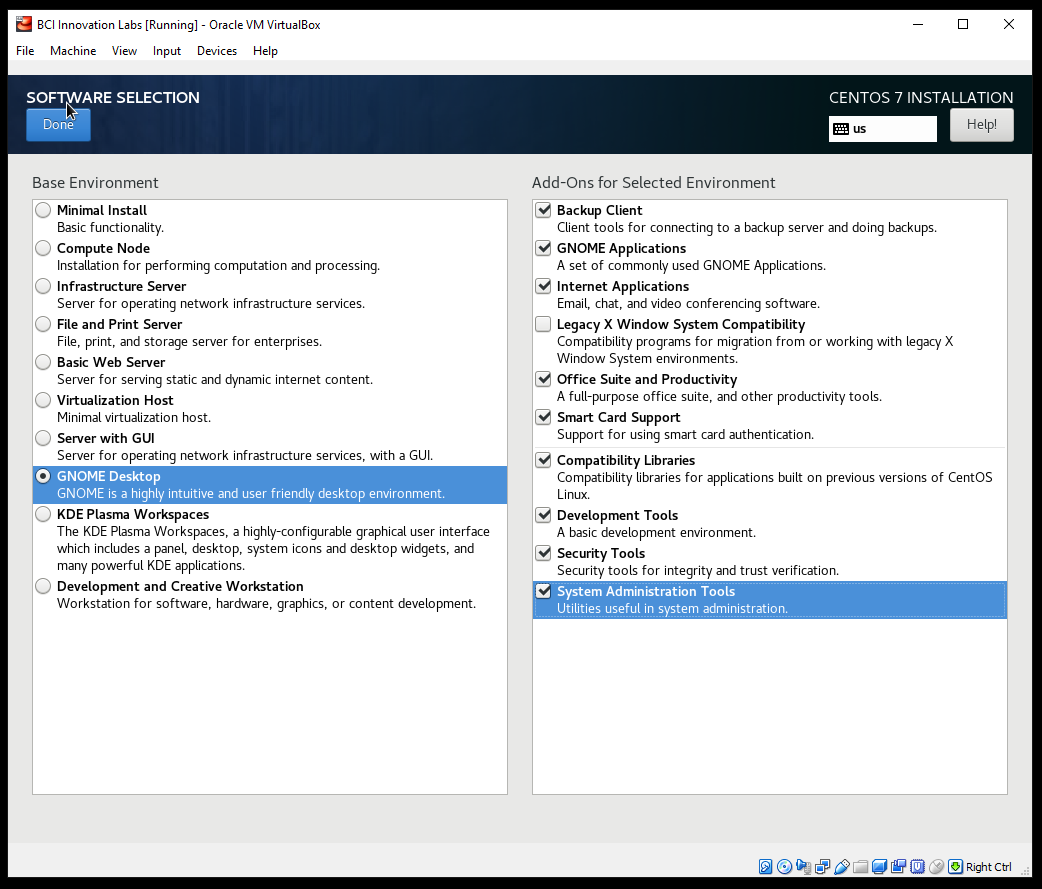 BCI Innovation Labs [Running] - Oracle VM VirtualBox
File Machine View Input Devices Help
SOFTWARE SELECTION
Done
CENTOS 7 INSTALLATION
us
Help!
Base Environment
Minimal Install
Basic functionality.
Compute Node
Installation for performing computation and processing.
Infrastructure Server
Server for operating network infrastructure services.
File and Print Server
File, print, and storage server for enterprises.
Basic Web Server
Server for serving static and dynamic internet content.
Virtualization Host
Minimal virtualization host.
Server with GUI
Server for operating network infrastructure services, with a GUI.
GNOME Desktop
GNOME is a highly intuitive and user friendly desktop environment.
KDE Plasma Workspaces
The KDE Plasma Workspaces, a highly-configurable graphical user interface
which includes a panel, desktop, system icons and desktop widgets, and
many powerful KDE applications.
Development and Creative Workstation
Workstation for software, hardware, graphics, or content development.
Add-Ons for Selected Environment
Backup Client
Client tools for connecting to a backup server and doing backups.
GNOME Applications
A set of commonly used GNOME Applications.
Internet Applications
Email, chat, and video conferencing software.
Legacy X Window System Compatibility
Compatibility programs for migration from or working with legacy X
Window System environments.
Office Suite and Productivity
A full-purpose office suite, and other productivity tools.
Smart Card Support
Support for using smart card authentication.
Compatibility Libraries
Compatibility libraries for applications built on previous versions of CentOS
Linux.
Development Tools
A basic development environment.
Security Tools
Security tools for integrity and trust verification.
System Administration Tools
Utilities useful in system administration.
Right Ctrl